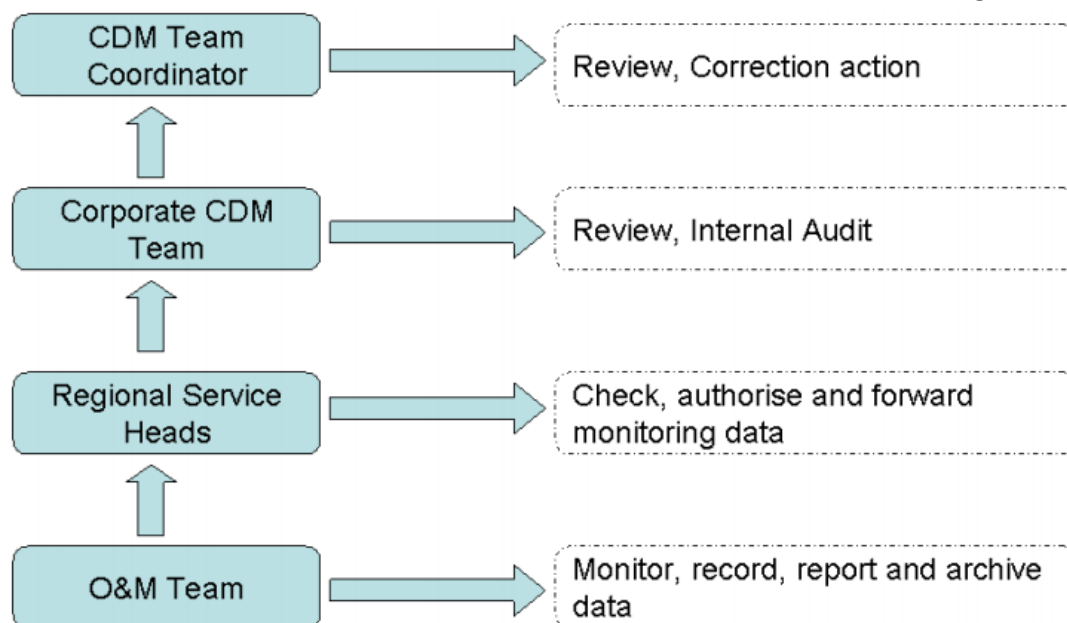 CDM Team
Coordinator
Review, Correction action
Corporate CDM
Team
Review, Internal Audit
Regional Service
Heads
Check, authorise and forward
monitoring data
O&M Team
Monitor, record, report and archive
data